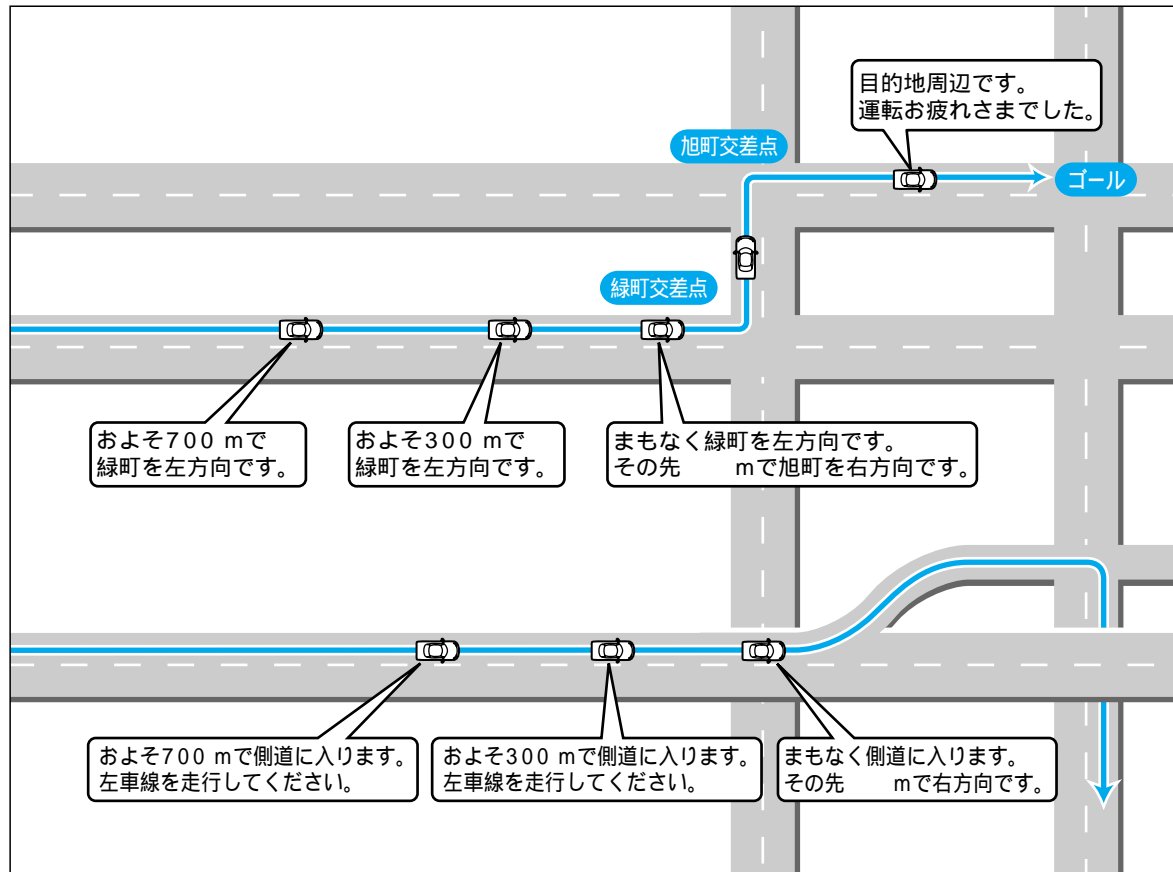 目的地周辺です。
運転お疲れさまでした。
旭町交差点
ゴール
緑町交差点
およそ700 mで
緑町を左方向です。
およそ300 mで
緑町を左方向です。
まもなく緑町を左方向です。
その先　　mで旭町を右方向です。
およそ700 mで側道に入ります。
左車線を走行してください。
およそ300 mで側道に入ります。
左車線を走行してください。
まもなく側道に入ります。
その先　　mで右方向です。